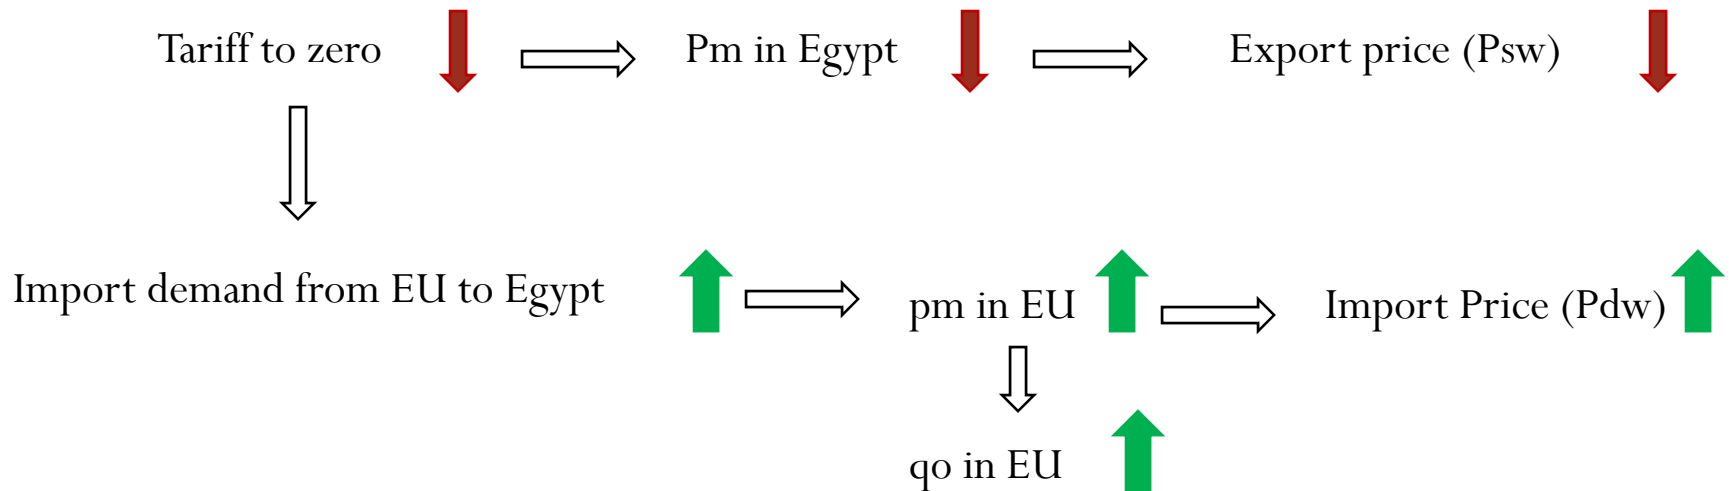 Tariff to zero
Pm in Egypt
Export price (Psw)
Import demand from EU to Egypt
pm in EU
Import Price (Pdw)
qo in EU